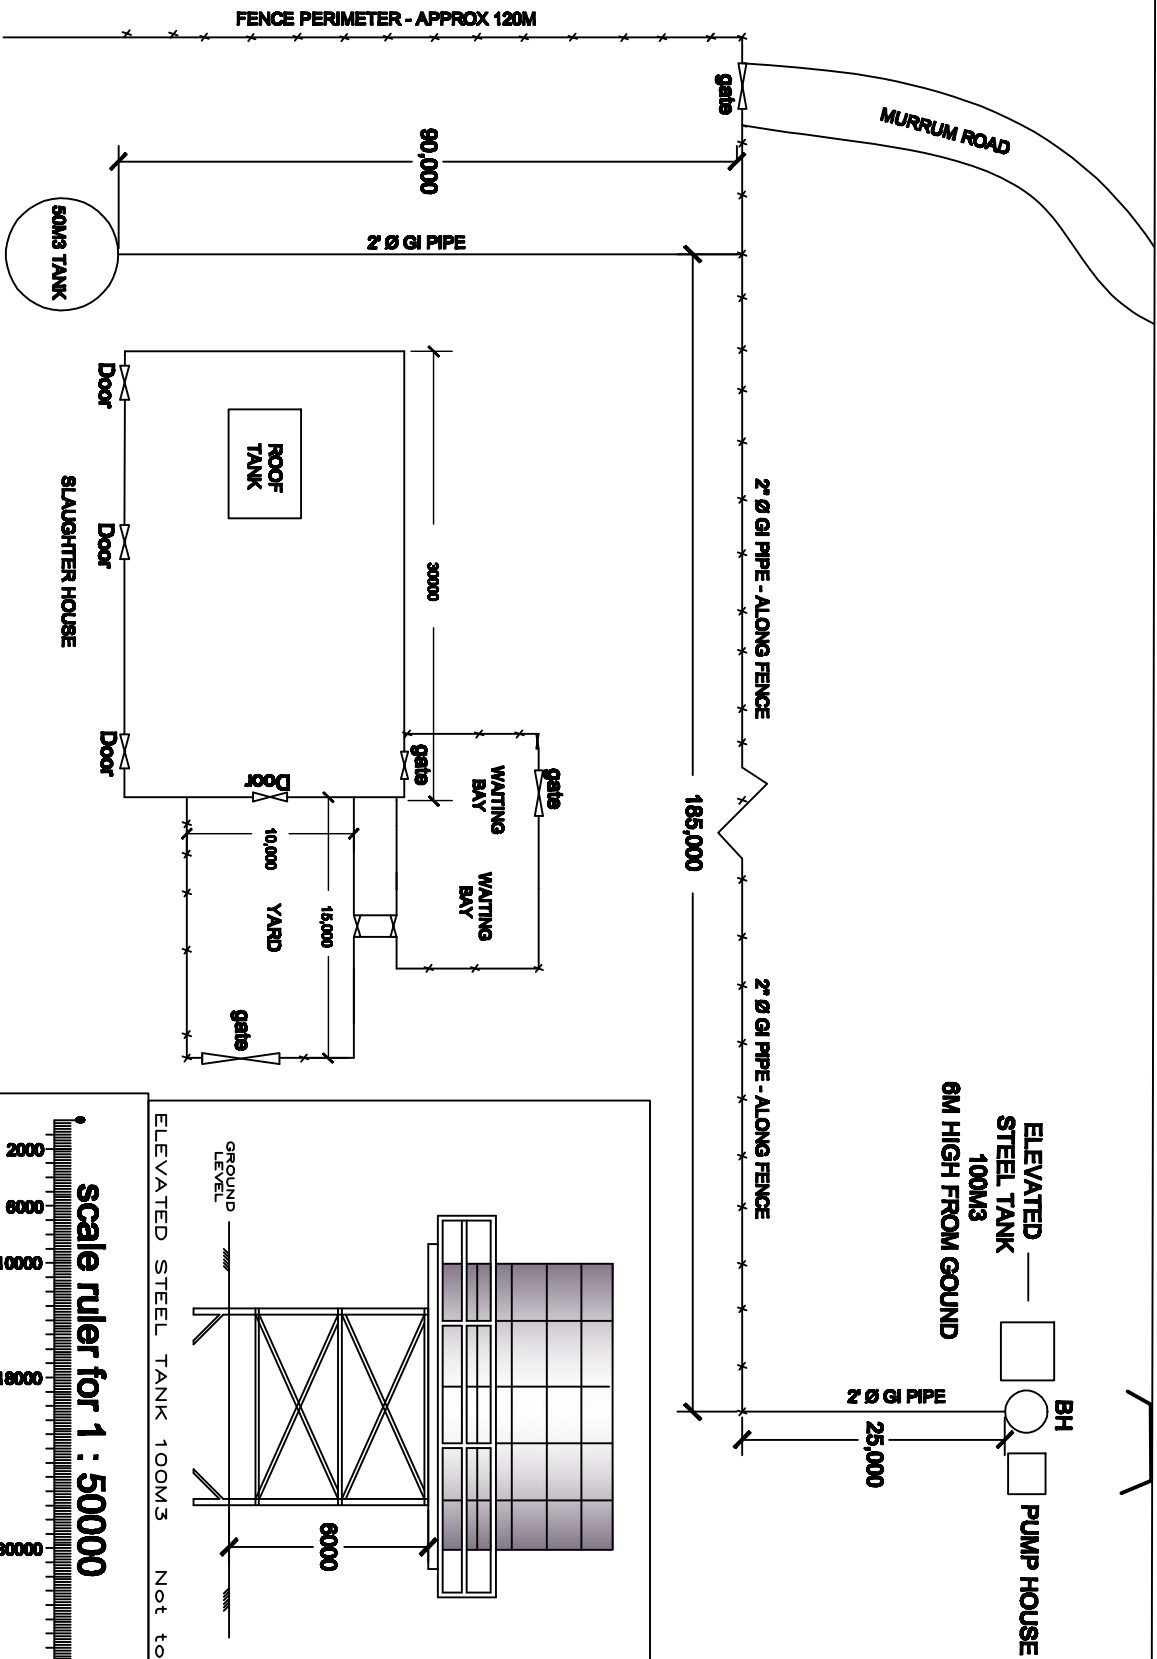 FENCE PERIMETER - APPROX 120M
gate
MURRUM ROAD
90,000
2' Ø GI PIPE
50M3 TANK
185,000
2" Ø GI PIPE - ALONG FENCE
2" Ø GI PIPE - ALONG FENCE
ELEVATED
STEEL TANK
100M3
6M HIGH FROM GOUND
BH
2' Ø GI PIPE
25,000
PUMP HOUSE
30000
ROOF
TANK
Door
Door
Door
SLAUGHTER HOUSE
Door
gate
gate
WAITING
BAY
WAITING
BAY
10,000
15,000
YARD
gate
GROUND
LEVEL
6000
ELEVATED STEEL TANK 100M3 Not to
scale ruler for 1 : 50000
2000
6000
10000
18000
30000